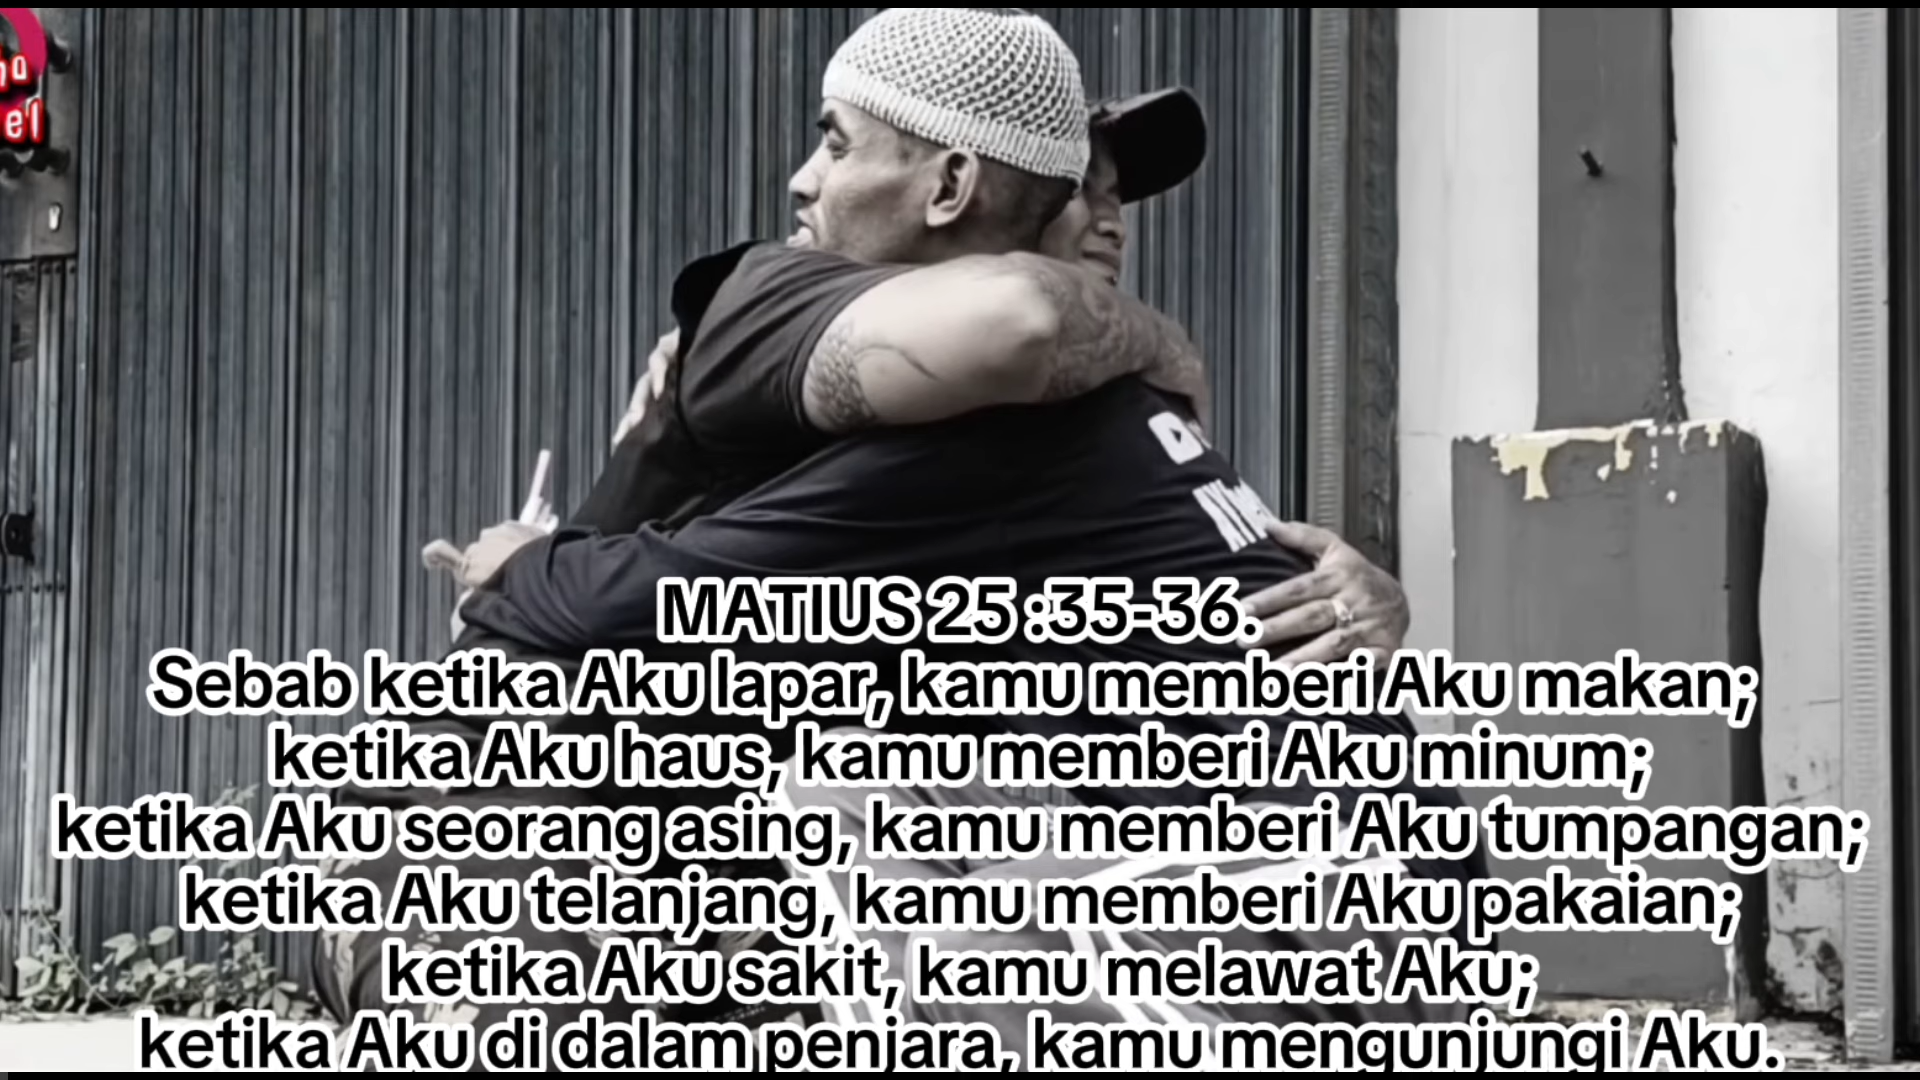 MATIUS 25 :35-36.
Sebab ketika Aku lapar, kamu memberi Aku makan;
ketika Aku haus, kamu memberi Aku minum;
ketika Aku seorang asing, kamu memberi Aku tumpangan;
ketika Aku telanjang, kamu memberi Aku pakaian;
ketika Aku sakit, kamu melawat Aku;
ketika Aku di dalam penjara, kamu mengunjungi Aku.